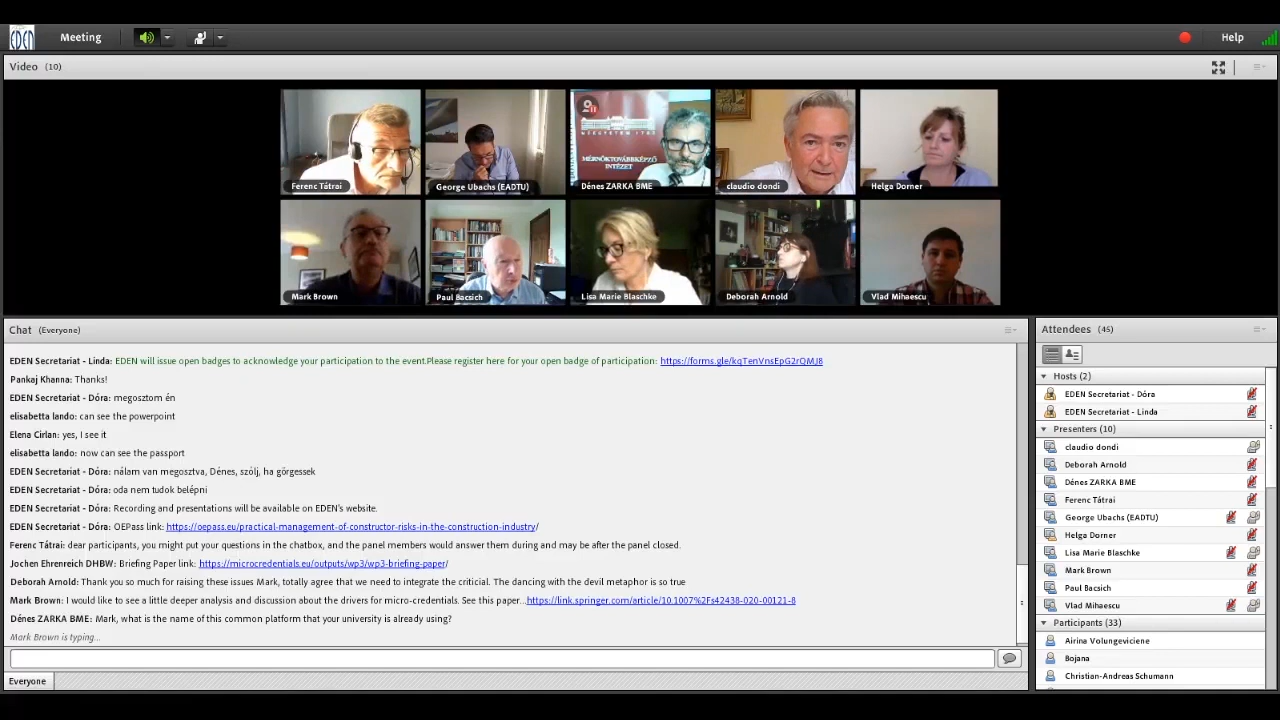 EDEN
Meeting
Help
Video (10)
Ferenc Tátrai
George Ubachs (EADTU)
MŰEGYETEM 1782
MÉRNÖKTOVÁBBKÉPZŐ
INTÉZET
Dénes ZARKA BME
claudio dondi
Helga Dorner
Mark Brown
Paul Bacsich
Lisa Marie Blaschke
Deborah Arnold
Vlad Mihaescu
Chat (Everyone)
EDEN Secretariat - Linda: EDEN will issue open badges to acknowledge your participation to the event.Please register here for your open badge of participation: https://forms.gle/kqTenVnsEpG2rQMJ8
Pankaj Khanna: Thanks!
EDEN Secretariat - Dóra: megosztom én
elisabetta lando: can see the powerpoint
Elena Cirlan: yes, I see it
elisabetta lando: now can see the passport
EDEN Secretariat - Dóra: nálam van megosztva, Dénes, szólj, ha görgessek
EDEN Secretariat - Dóra: oda nem tudok belépni
EDEN Secretariat - Dóra: Recording and presentations will be available on EDEN's website.
EDEN Secretariat - Dóra: OEPass link: https://oepass.eu/practical-management-of-constructor-risks-in-the-construction-industry/
Ferenc Tátrai: dear participants, you might put your questions in the chatbox, and the panel members would answer them during and may be after the panel closed.
Jochen Ehrenreich DHBW: Briefing Paper link: https://microcredentials.eu/outputs/wp3/wp3-briefing-paper/
Deborah Arnold: Thank you so much for raising these issues Mark, totally agree that we need to integrate the criticial. The dancing with the devil metaphor is so true
Mark Brown: I would like to see a little deeper analysis and discussion about the drivers for micro-credentials. See this paper...https://link.springer.com/article/10.1007%2Fs42438-020-00121-8
Dénes ZARKA BME: Mark, what is the name of this common platform that your university is already using?
Mark Brown is typing...
Everyone
Attendees (45)
Hosts (2)
EDEN Secretariat - Dóra
EDEN Secretariat - Linda
Presenters (10)
claudio dondi
Deborah Arnold
Dénes ZARKA BME
Ferenc Tátrai
George Ubachs (EADTU)
Helga Dorner
Lisa Marie Blaschke
Mark Brown
Paul Bacsich
Vlad Mihaescu
Participants (33)
Airina Volungeviciene
Bojana
Christian-Andreas Schumann